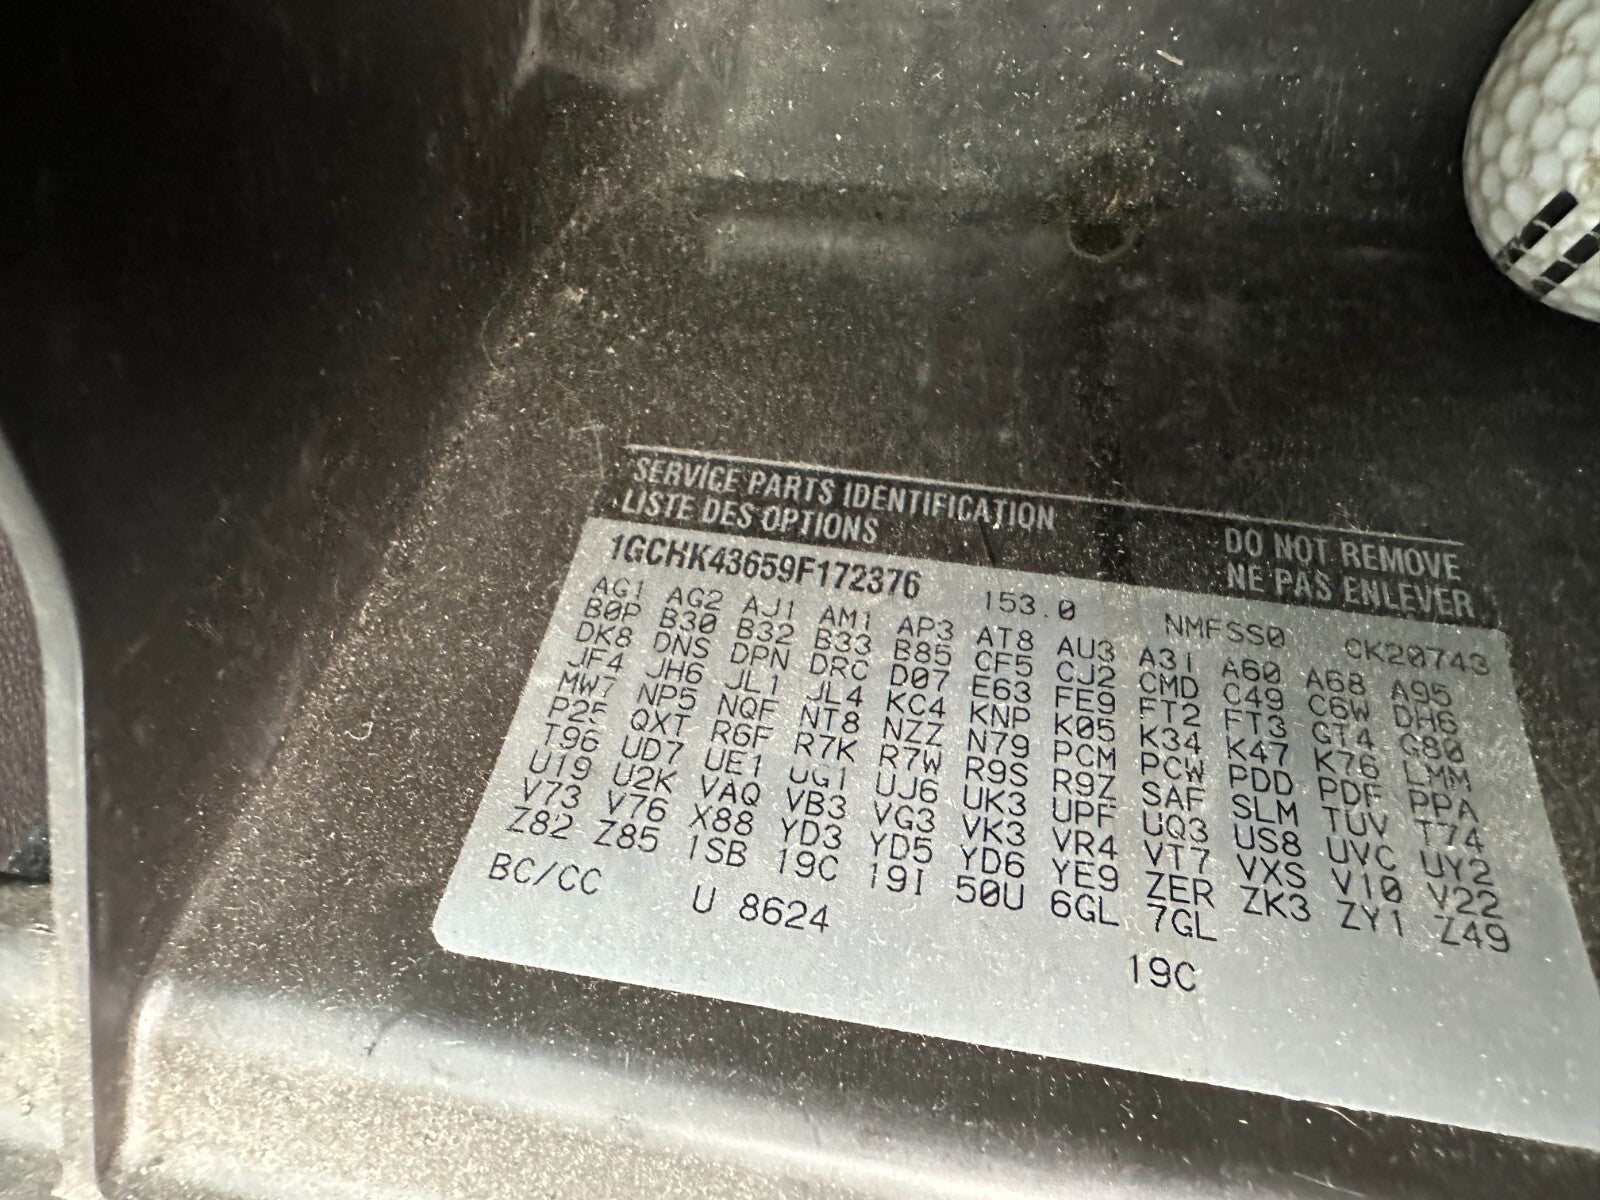 SERVICE PARTS IDENTIFICATION
LISTE DES OPTIONS
DO NOT REMOVE
NE PAS ENLEVER
1GCHK43659F172376 153.0 NMFSS0 CK20743
AG1 AG2 AJ1 AM1 AP3 AT8 AU3 A31 A60 A68 A95
B0P B30 B32 B33 B85 CF5 CJ2 CMD C49 C6W DH6
DK8 DNS DPN DRC D07 E63 FE9 FT2 FT3 GT4 G80
JF4 JH6 JL1 JL4 KC4 KNP K05 K34 K47 K76 LMM
MW7 NP5 NQF NT8 NZZ N79 PCM PCW PDD PDF PPA
P25 QXT R6F R7K R7W R9S R9Z SAF SLM TUV T74
T96 UD7 UE1 UG1 UJ6 UK3 UPF UQ3 US8 UVC UY2
U19 U2K VAQ VB3 VG3 VK3 VR4 VT7 VXS V10 V22
V73 V76 X88 YD3 YD5 YD6 YE9 ZER ZK3 ZY1 Z49
Z82 Z85 1SB 19C 19I 50U 6GL 7GL
BC/CC U 8624 19C